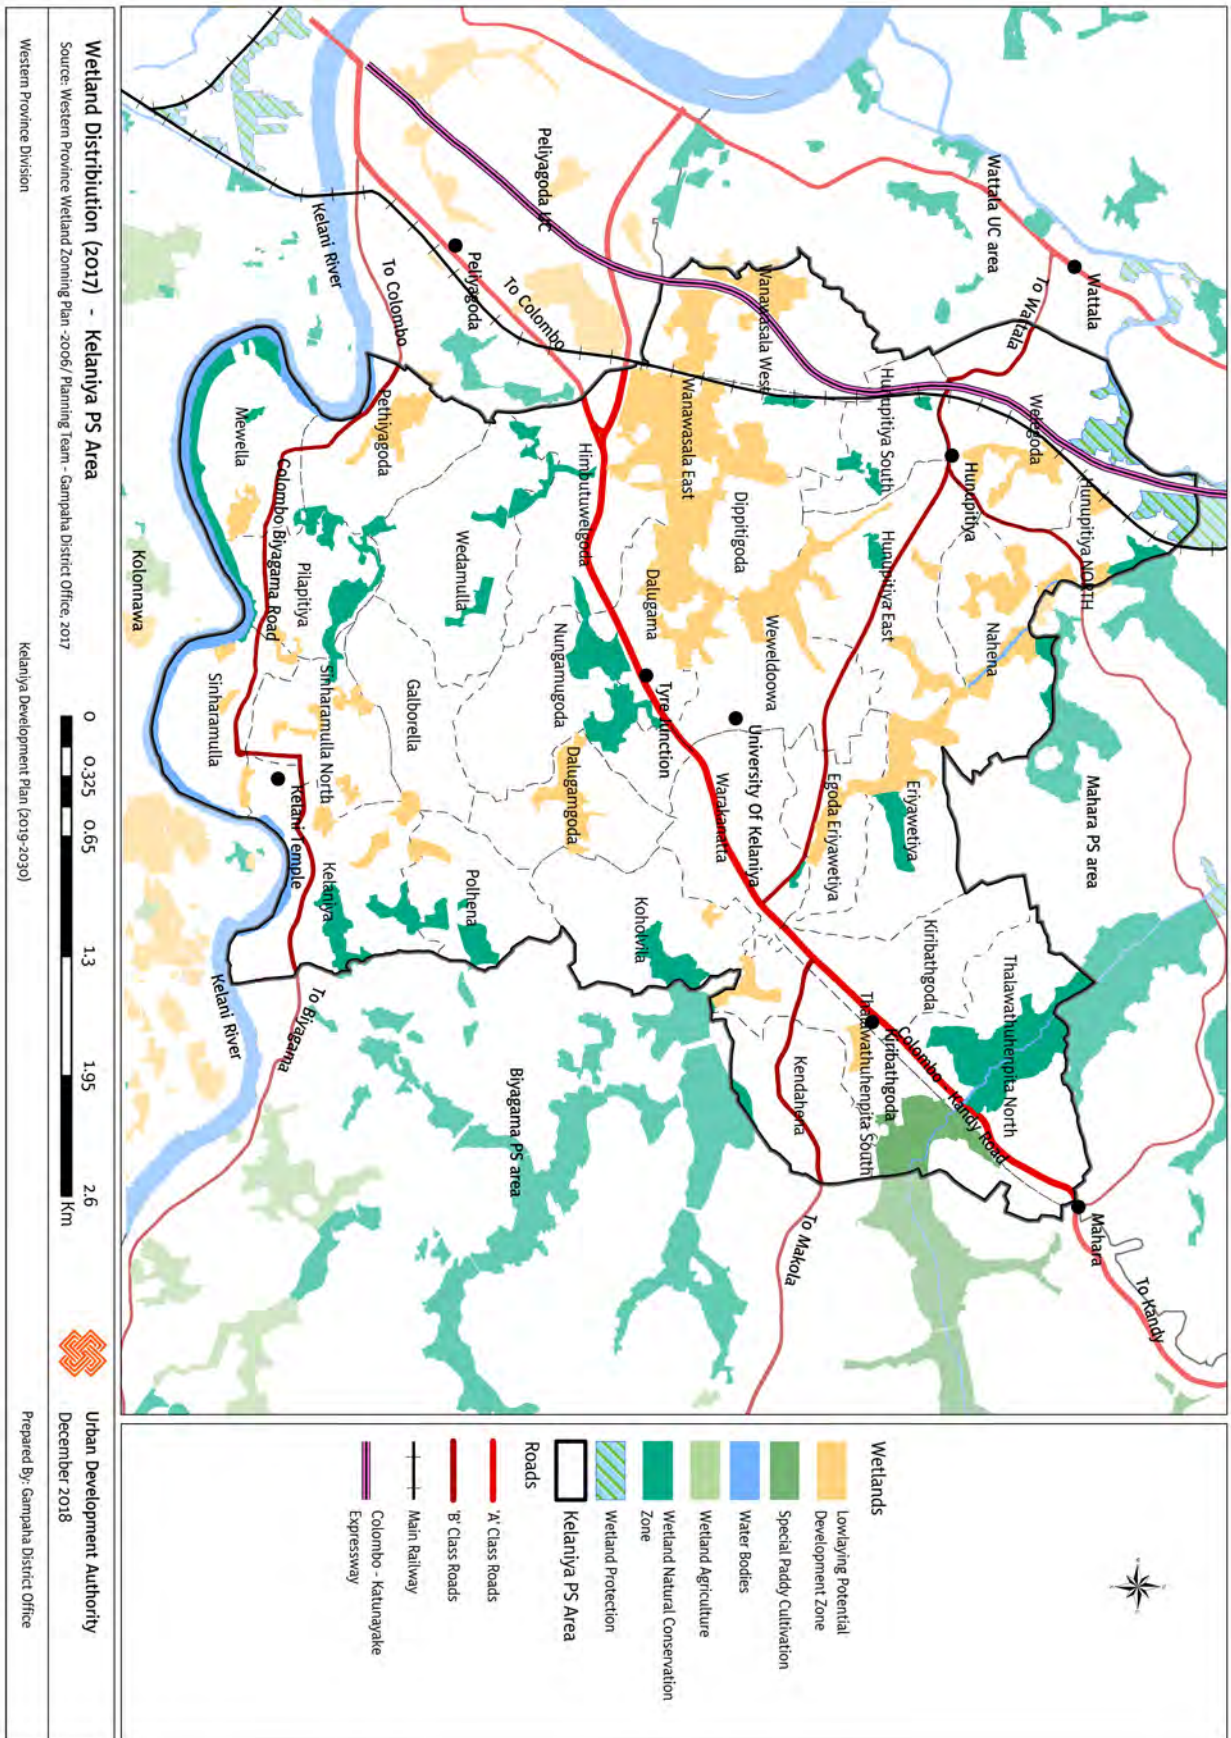 Wattala
Wattala UC area
To Wattala
Peliyagoda UC
Wanawasala West
Hunupitiya South
Welegoda
Hunupitiya NORTH
Hunupitiya
Mahara PS area
Peliyagoda
To Colombo
To Colombo
Kelani River
Wanawasala East
Dippitigoda
Hunupitiya East
Nahena
Weweldoowa
Dalugama
Himbutuwelgoda
Tyre Junction
University Of Kelaniya
Egoda Eriyawetiya
Eriyawetiya
Kiribathgoda
Thalawathuhenpita North
Pethiyagoda
Mewella
Colombo Biyagama Road
Pilapitiya
Wedamulla
Nungamugoda
Warakanatta
Galborella
Dalugamgoda
Sinharamulla North
Sinharamulla
Kelani Temple
Kelaniya
Polhena
Koholvila
Kiribathgoda
Thalawathuhenpita South
Colombo - Kandy Road
Kendahena
Mahara
To Kandy
To Makola
Biyagama PS area
To Biyagama
Kelani River
Kolonnawa
Wetlands
Lowlaying Potential
Development Zone
Special Paddy Cultivation
Water Bodies
Wetland Agriculture
Wetland Natural Conservation
Zone
Wetland Protection
Kelaniya PS Area
Roads
'A' Class Roads
'B' Class Roads
Main Railway
Colombo - Katunayake
Expressway
Wetland Distribiution (2017) - Kelaniya PS Area
Source: Western Province Wetland Zonning Plan -2006/ Planning Team - Gampaha District Office, 2017
0 0.325 0.65 1.3 1.95 2.6
Km
Urban Development Authority
December 2018
Western Province Division
Kelaniya Development Plan (2019-2030)
Prepared By: Gampaha District Office